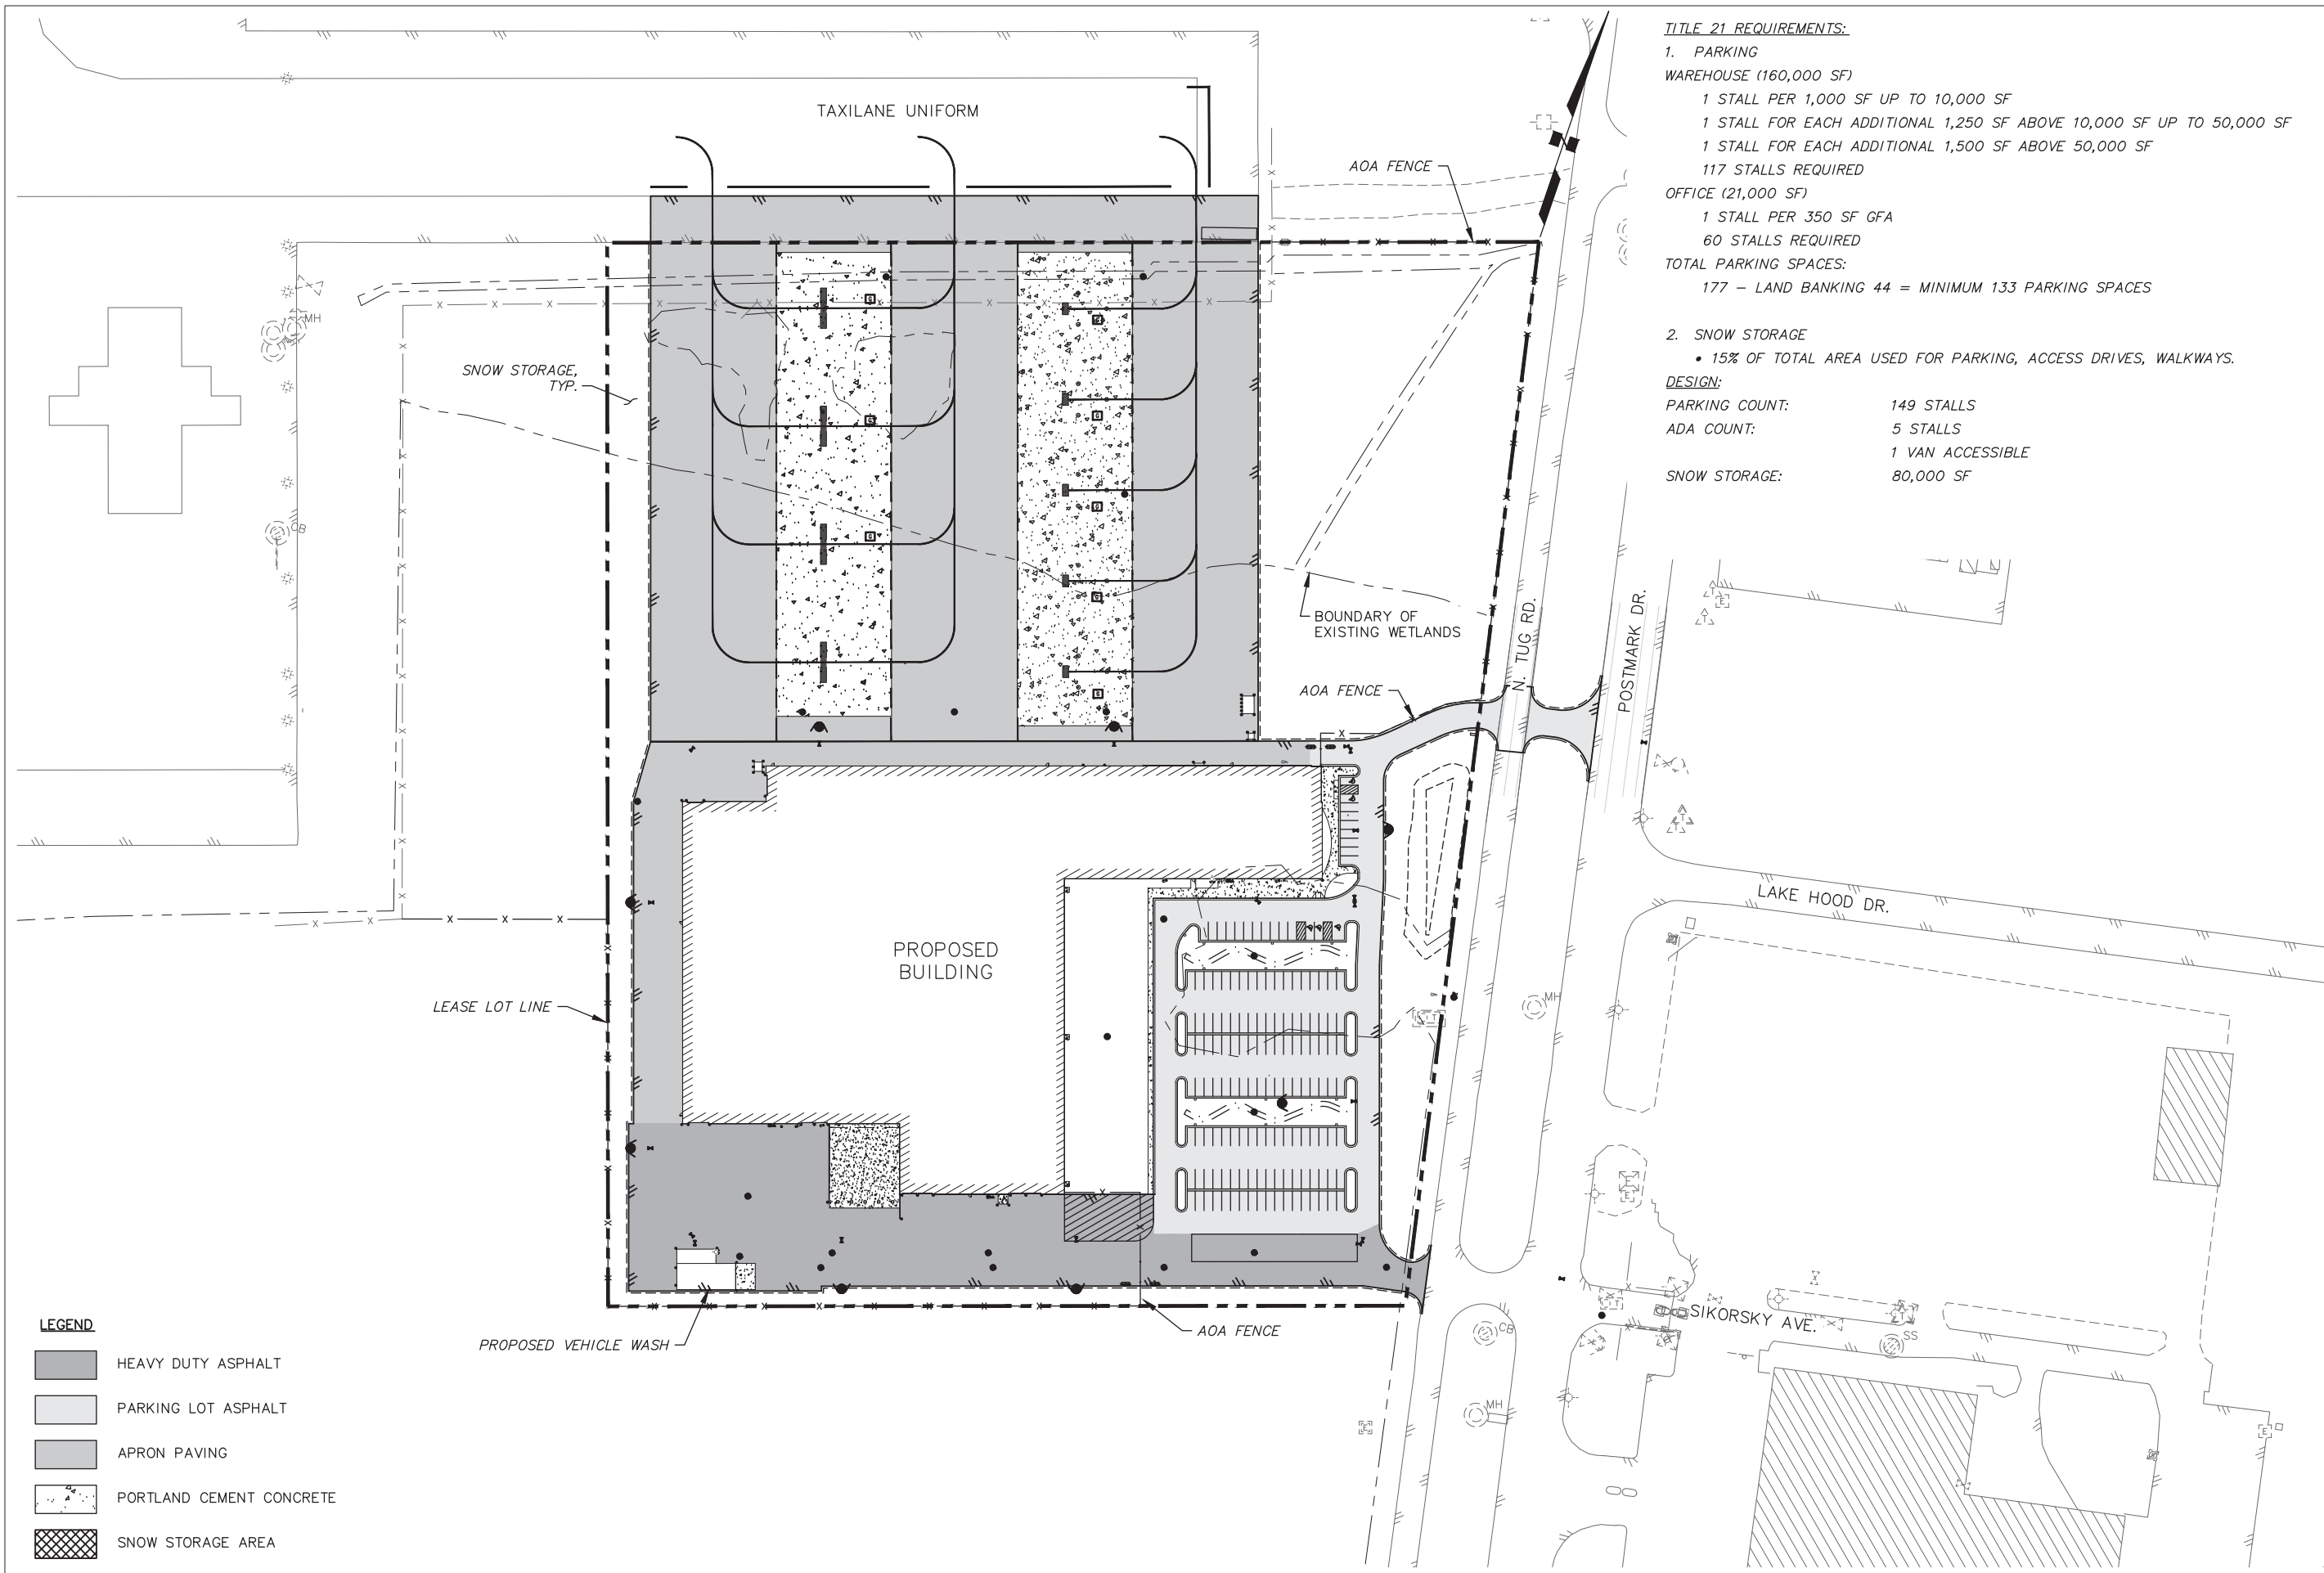 TITLE 21 REQUIREMENTS:
1. PARKING
WAREHOUSE (160,000 SF)
1 STALL PER 1,000 SF UP TO 10,000 SF
1 STALL FOR EACH ADDITIONAL 1,250 SF ABOVE 10,000 SF UP TO 50,000 SF
1 STALL FOR EACH ADDITIONAL 1,500 SF ABOVE 50,000 SF
117 STALLS REQUIRED
OFFICE (21,000 SF)
1 STALL PER 350 SF GFA
60 STALLS REQUIRED
TOTAL PARKING SPACES:
177 – LAND BANKING 44 = MINIMUM 133 PARKING SPACES
2. SNOW STORAGE
• 15% OF TOTAL AREA USED FOR PARKING, ACCESS DRIVES, WALKWAYS.
DESIGN:
PARKING COUNT: 149 STALLS
ADA COUNT: 5 STALLS
1 VAN ACCESSIBLE
SNOW STORAGE: 80,000 SF
TAXILANE UNIFORM
AOA FENCE
MH
SNOW STORAGE,
TYP.
CB
BOUNDARY OF
EXISTING WETLANDS
N. TUG RD.
POSTMARK DR.
AOA FENCE
LAKE HOOD DR.
PROPOSED
BUILDING
LEASE LOT LINE
MH
SIKORSKY AVE.
CB
SS
AOA FENCE
PROPOSED VEHICLE WASH
MH
LEGEND
HEAVY DUTY ASPHALT
PARKING LOT ASPHALT
APRON PAVING
PORTLAND CEMENT CONCRETE
SNOW STORAGE AREA